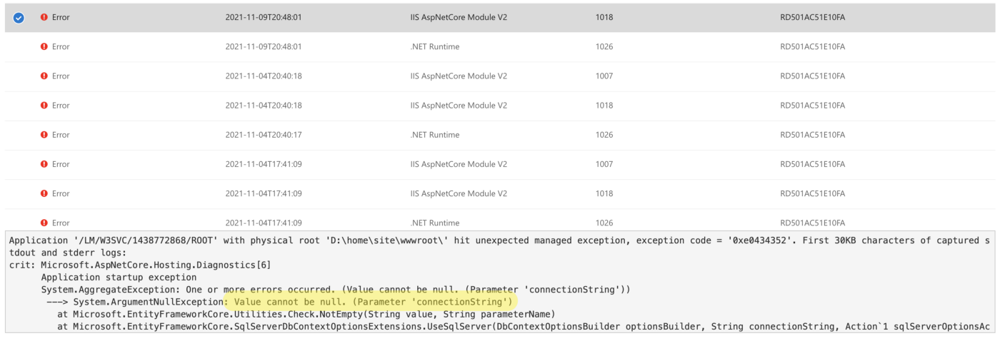 Error 2021-11-09T20:48:01 IIS AspNetCore Module V2 1018 RD501AC51E10FA
Error 2021-11-09T20:48:01 .NET Runtime 1026 RD501AC51E10FA
Error 2021-11-04T20:40:18 IIS AspNetCore Module V2 1007 RD501AC51E10FA
Error 2021-11-04T20:40:18 IIS AspNetCore Module V2 1018 RD501AC51E10FA
Error 2021-11-04T20:40:17 .NET Runtime 1026 RD501AC51E10FA
Error 2021-11-04T17:41:09 IIS AspNetCore Module V2 1007 RD501AC51E10FA
Error 2021-11-04T17:41:09 IIS AspNetCore Module V2 1018 RD501AC51E10FA
Error 2021-11-04T17:41:09 .NET Runtime 1026 RD501AC51E10FA
Application '/LM/W3SVC/1438772868/ROOT' with physical root 'D:\home\site\wwwroot\' hit unexpected managed exception, exception code = '0xe0434352'. First 30KB characters of captured s
tdout and stderr logs:
crit: Microsoft.AspNetCore.Hosting.Diagnostics[6]
Application startup exception
System.AggregateException: One or more errors occurred. (Value cannot be null. (Parameter 'connectionString'))
---> System.ArgumentNullException: Value cannot be null. (Parameter 'connectionString')
at Microsoft.EntityFrameworkCore.Utilities.Check.NotEmpty(String value, String parameterName)
at Microsoft.EntityFrameworkCore.SqlServerDbContextOptionsExtensions.UseSqlServer(DbContextOptionsBuilder optionsBuilder, String connectionString, Action`1 sqlServerOptionsAc